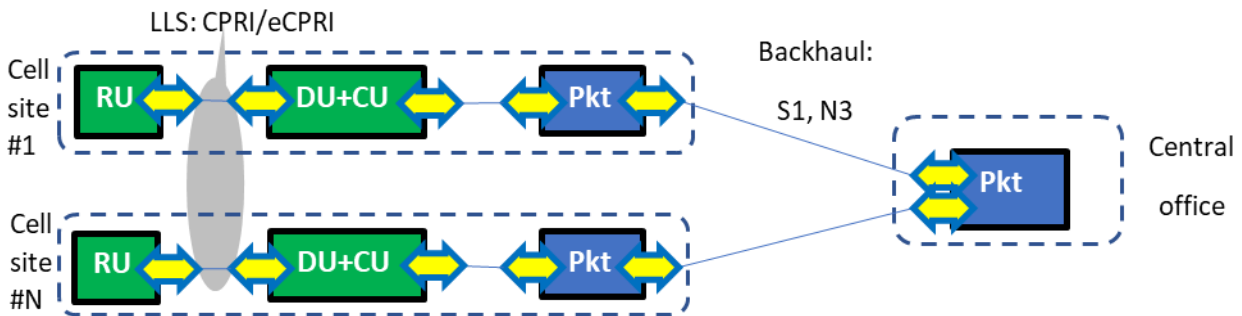 LLS: CPRI/eCPRI
Cell
site
#1
RU
DU+CU
Pkt
Backhaul:
S1, N3
Pkt
Central
office
Cell
site
#N
RU
DU+CU
Pkt